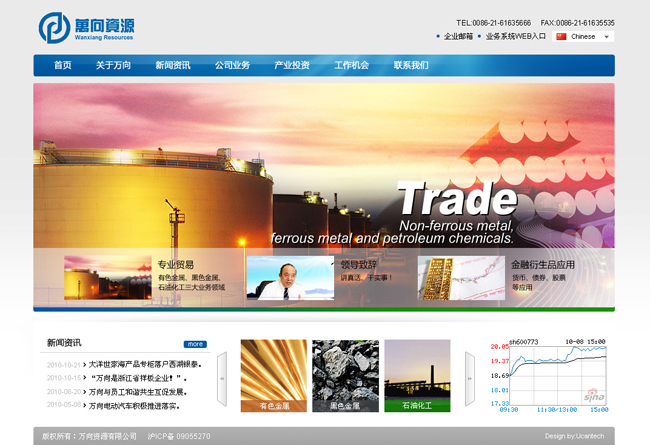 萬向資源
Wanxiang Resources
TEL:0086-21-61635666 FAX:0086-21-61635535
企业邮箱 业务系统WEB入口 Chinese
首页 关于万向 新闻资讯 公司业务 产业投资 工作机会 联系我们
Trade
Non-ferrous metal,
ferrous metal and petroleum chemicals.
专业贸易
有色金属、黑色金属、
石油化工三大业务领域
领导致辞
讲真话、干实事！
金融衍生品应用
货币、债券、股票
等应用
新闻资讯 more
2010-10-21 大洋世家海产品专柜落户西湖银泰。
2010-10-15 “万向是浙江省样板企业！”。
2010-08-20 万向与员工和谐共生互促发展。
2010-05-06 万向电动汽车积极推进落实。
有色金属 黑色金属 石油化工
sh600773 10-08 15:00
20.05
19.37
18.69
18.01
17.33
09:30 11:30/13:00 15:00
sina
版权所有：万向资源有限公司 沪ICP备 09055270
Design by:Ucantech